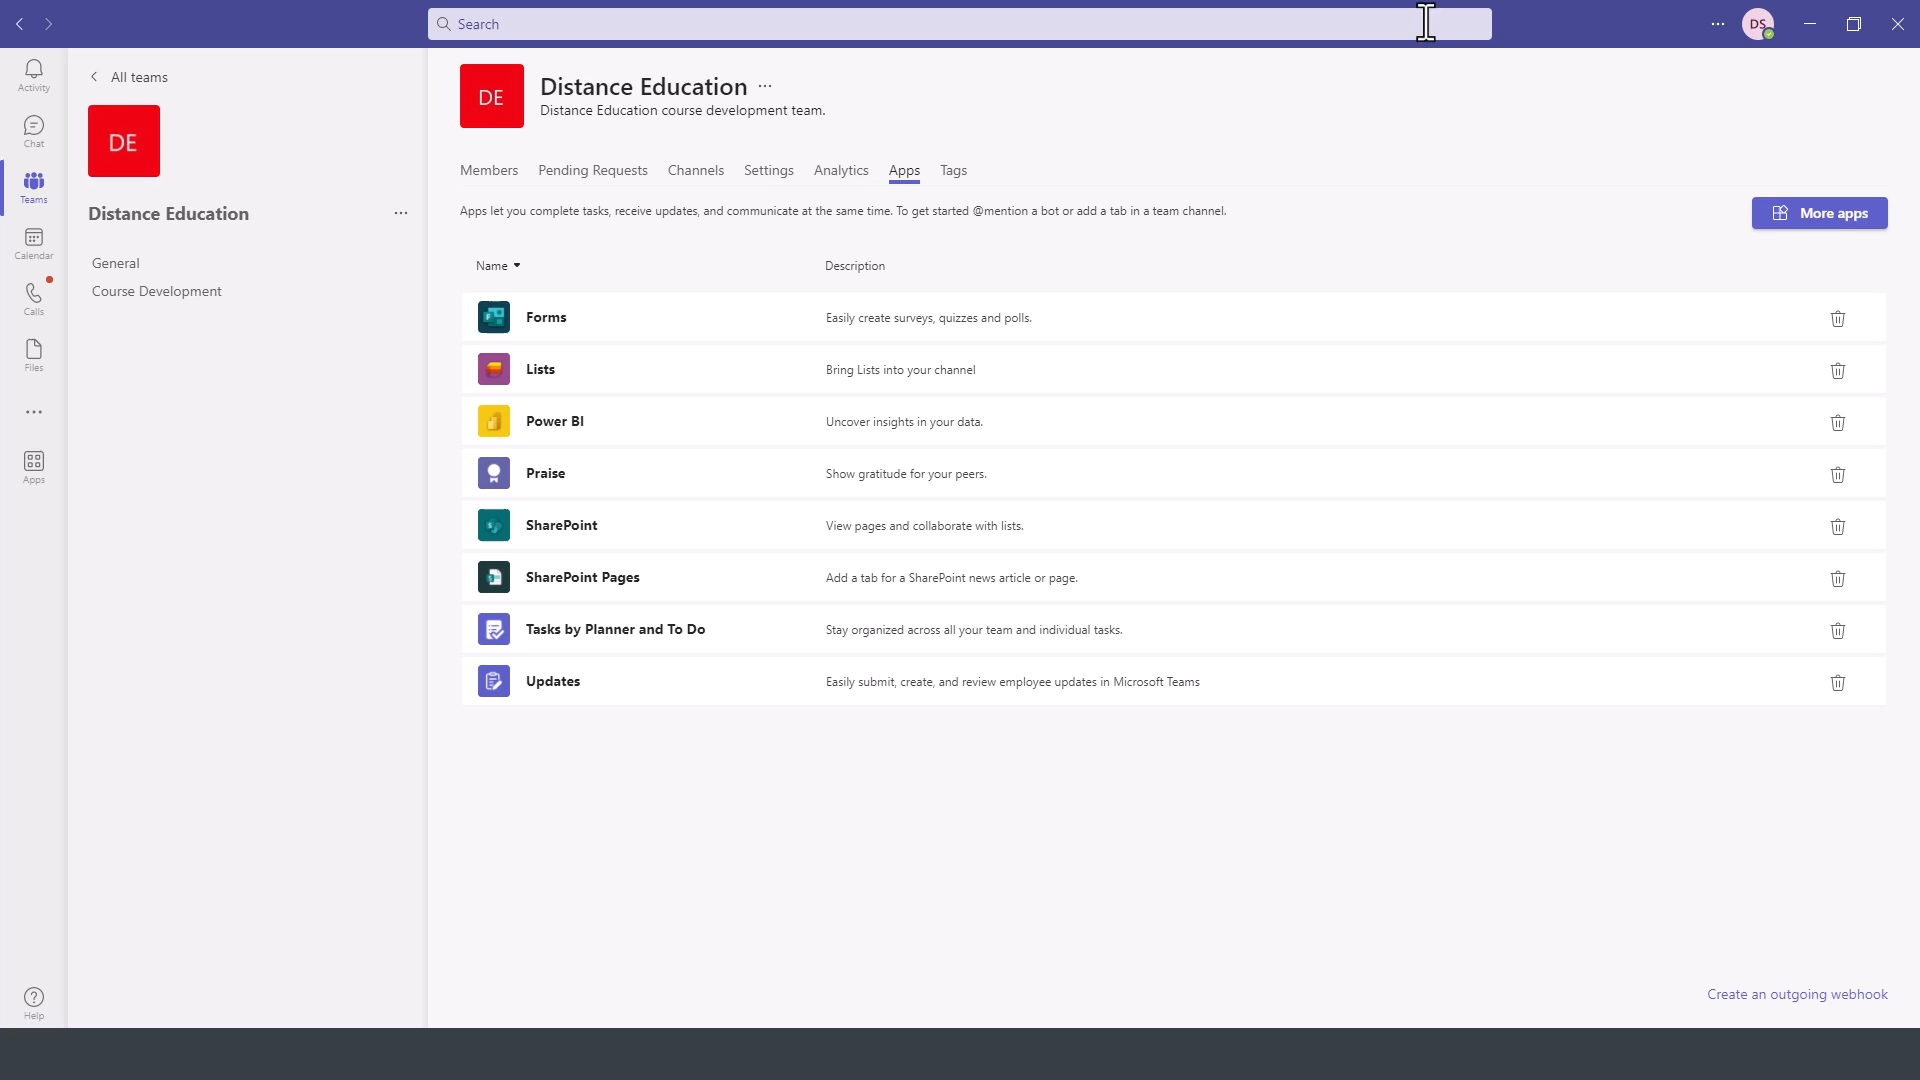 Search
DS
Activity
Chat
Teams
Calendar
Calls
Files
Apps
Help
All teams
DE
Distance Education
General
Course Development
DE
Distance Education
Distance Education course development team.
Members Pending Requests Channels Settings Analytics Apps Tags
Apps let you complete tasks, receive updates, and communicate at the same time. To get started @mention a bot or add a tab in a team channel.
More apps
Name Description
Forms Easily create surveys, quizzes and polls.
Lists Bring Lists into your channel
Power BI Uncover insights in your data.
Praise Show gratitude for your peers.
SharePoint View pages and collaborate with lists.
SharePoint Pages Add a tab for a SharePoint news article or page.
Tasks by Planner and To Do Stay organized across all your team and individual tasks.
Updates Easily submit, create, and review employee updates in Microsoft Teams
Create an outgoing webhook